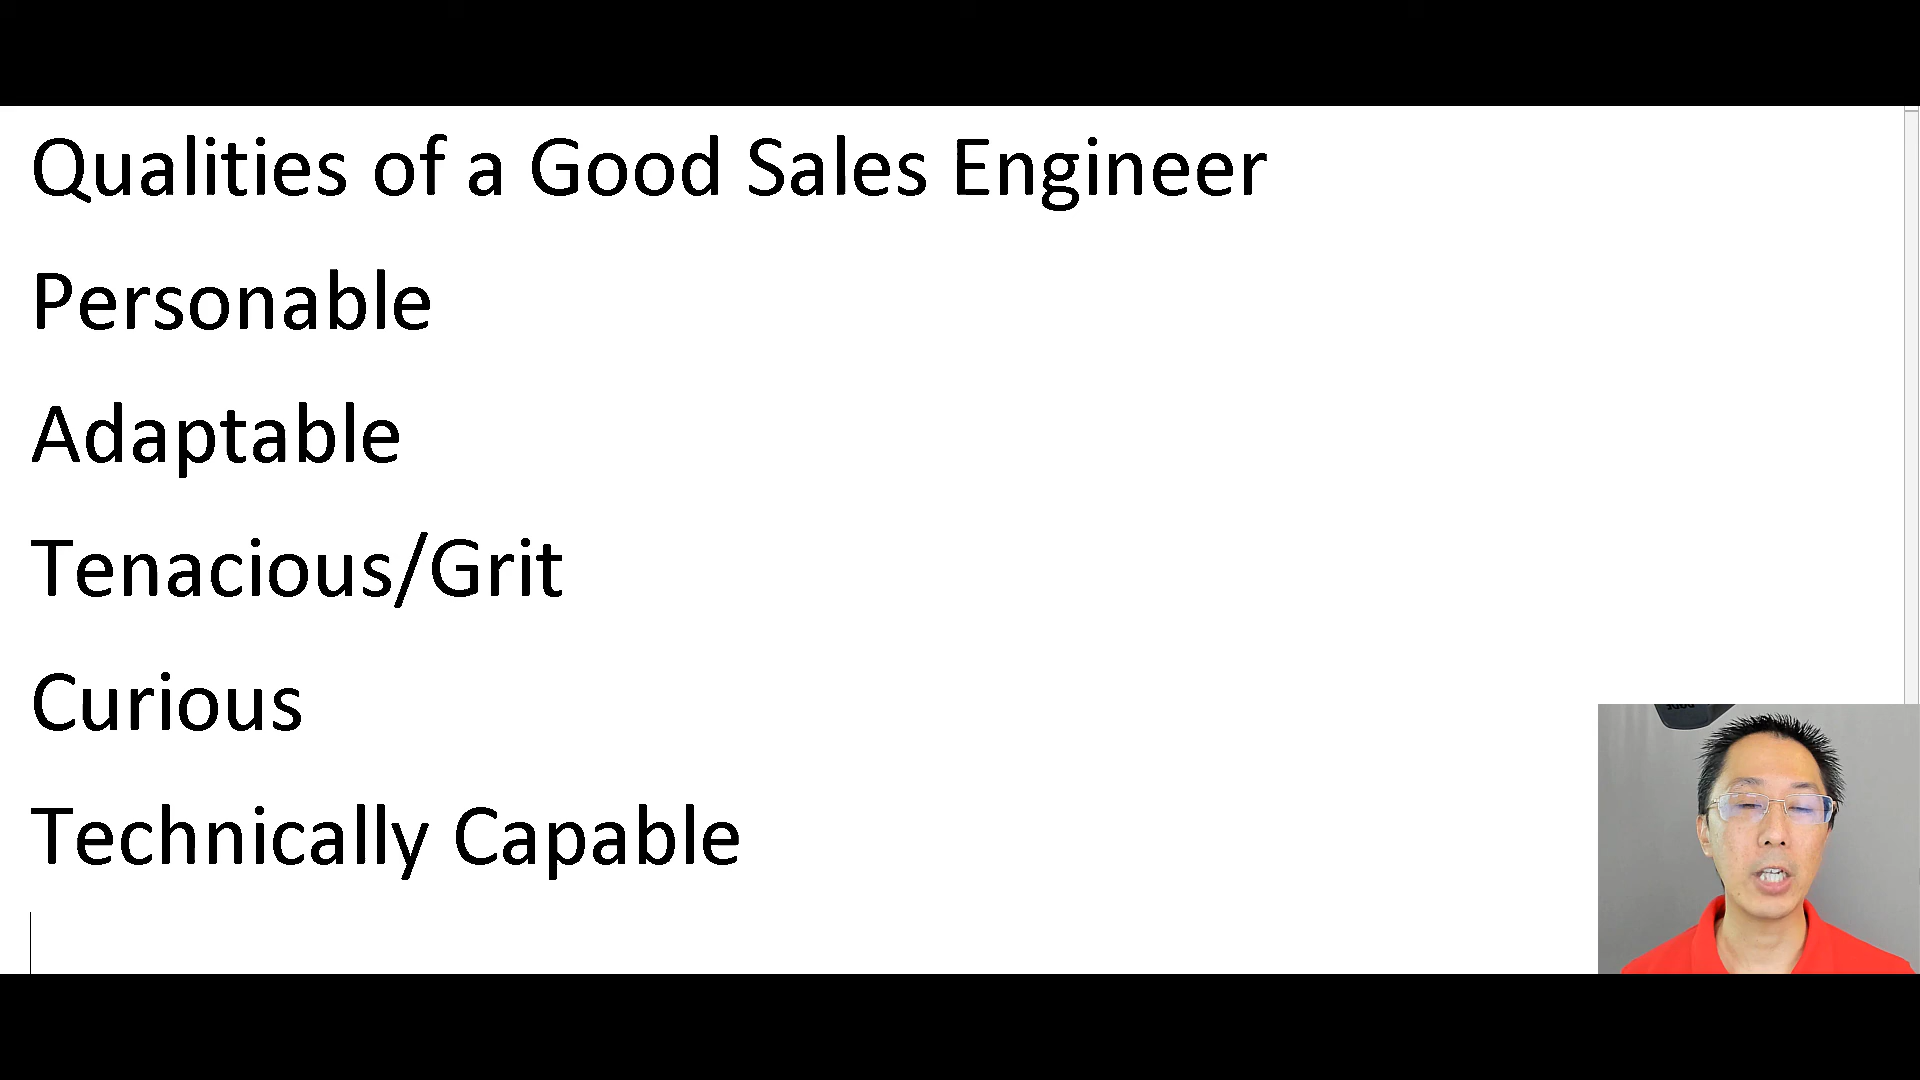 Qualities of a Good Sales Engineer
Personable
Adaptable
Tenacious/Grit
Curious
Technically Capable